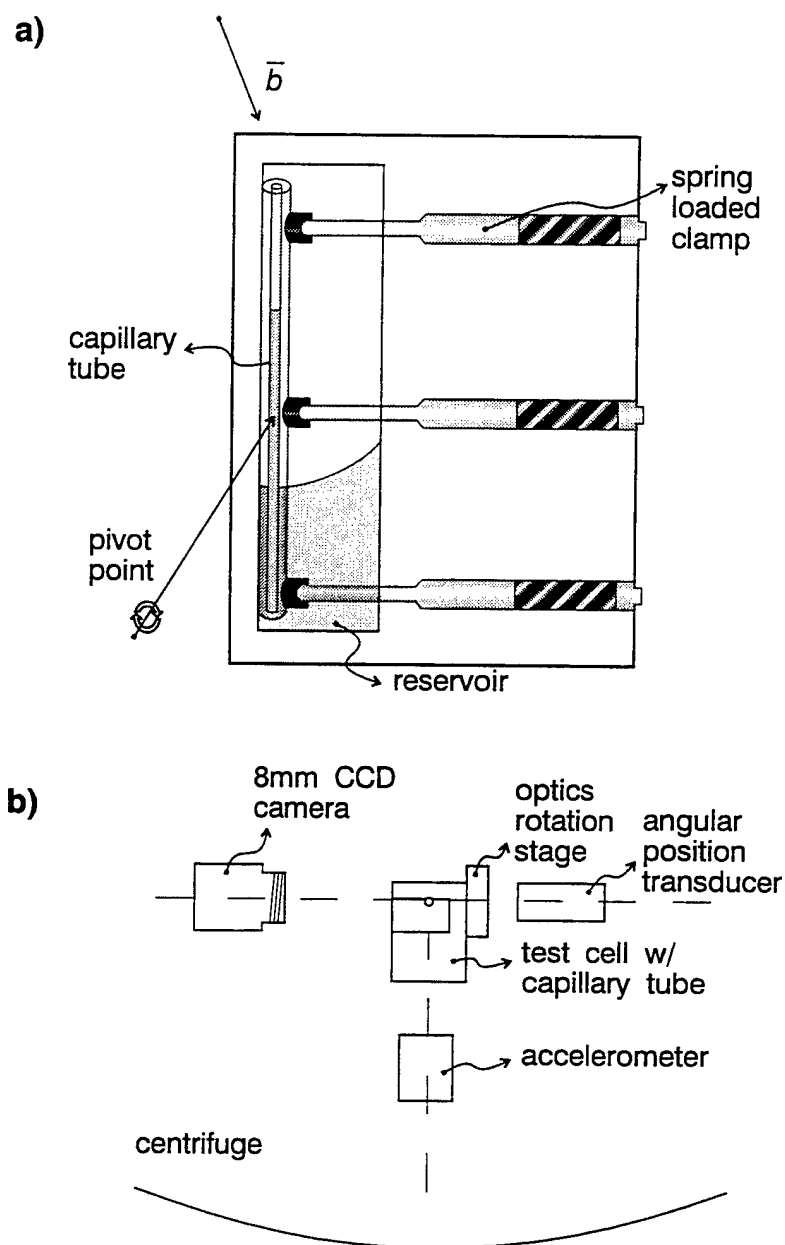 a)
b̅
spring
loaded
clamp
capillary
tube
pivot
point
reservoir
b)
8mm CCD
camera
optics
rotation
stage
angular
position
transducer
test cell w/
capillary tube
accelerometer
centrifuge